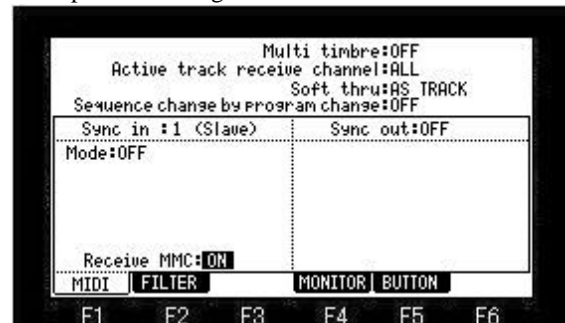 Multi timbre:OFF
Active track receive channel:ALL
Soft thru:AS_TRACK
Sequence change by program change:OFF
Sync in :1 (Slave) Sync out:OFF
Mode:OFF
Receive MMC:ON
MIDI FILTER MONITOR BUTTON
F1 F2 F3 F4 F5 F6